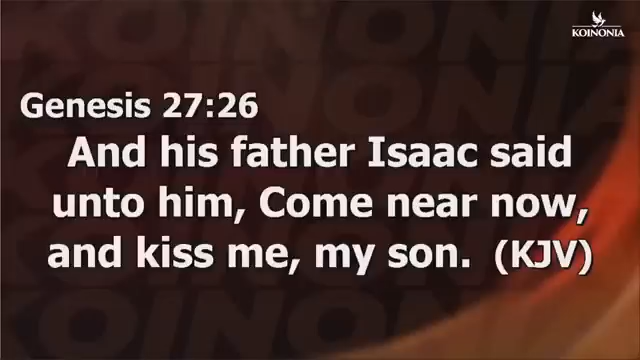 KOINONIA
Genesis 27:26
And his father Isaac said
unto him, Come near now,
and kiss me, my son. (KJV)